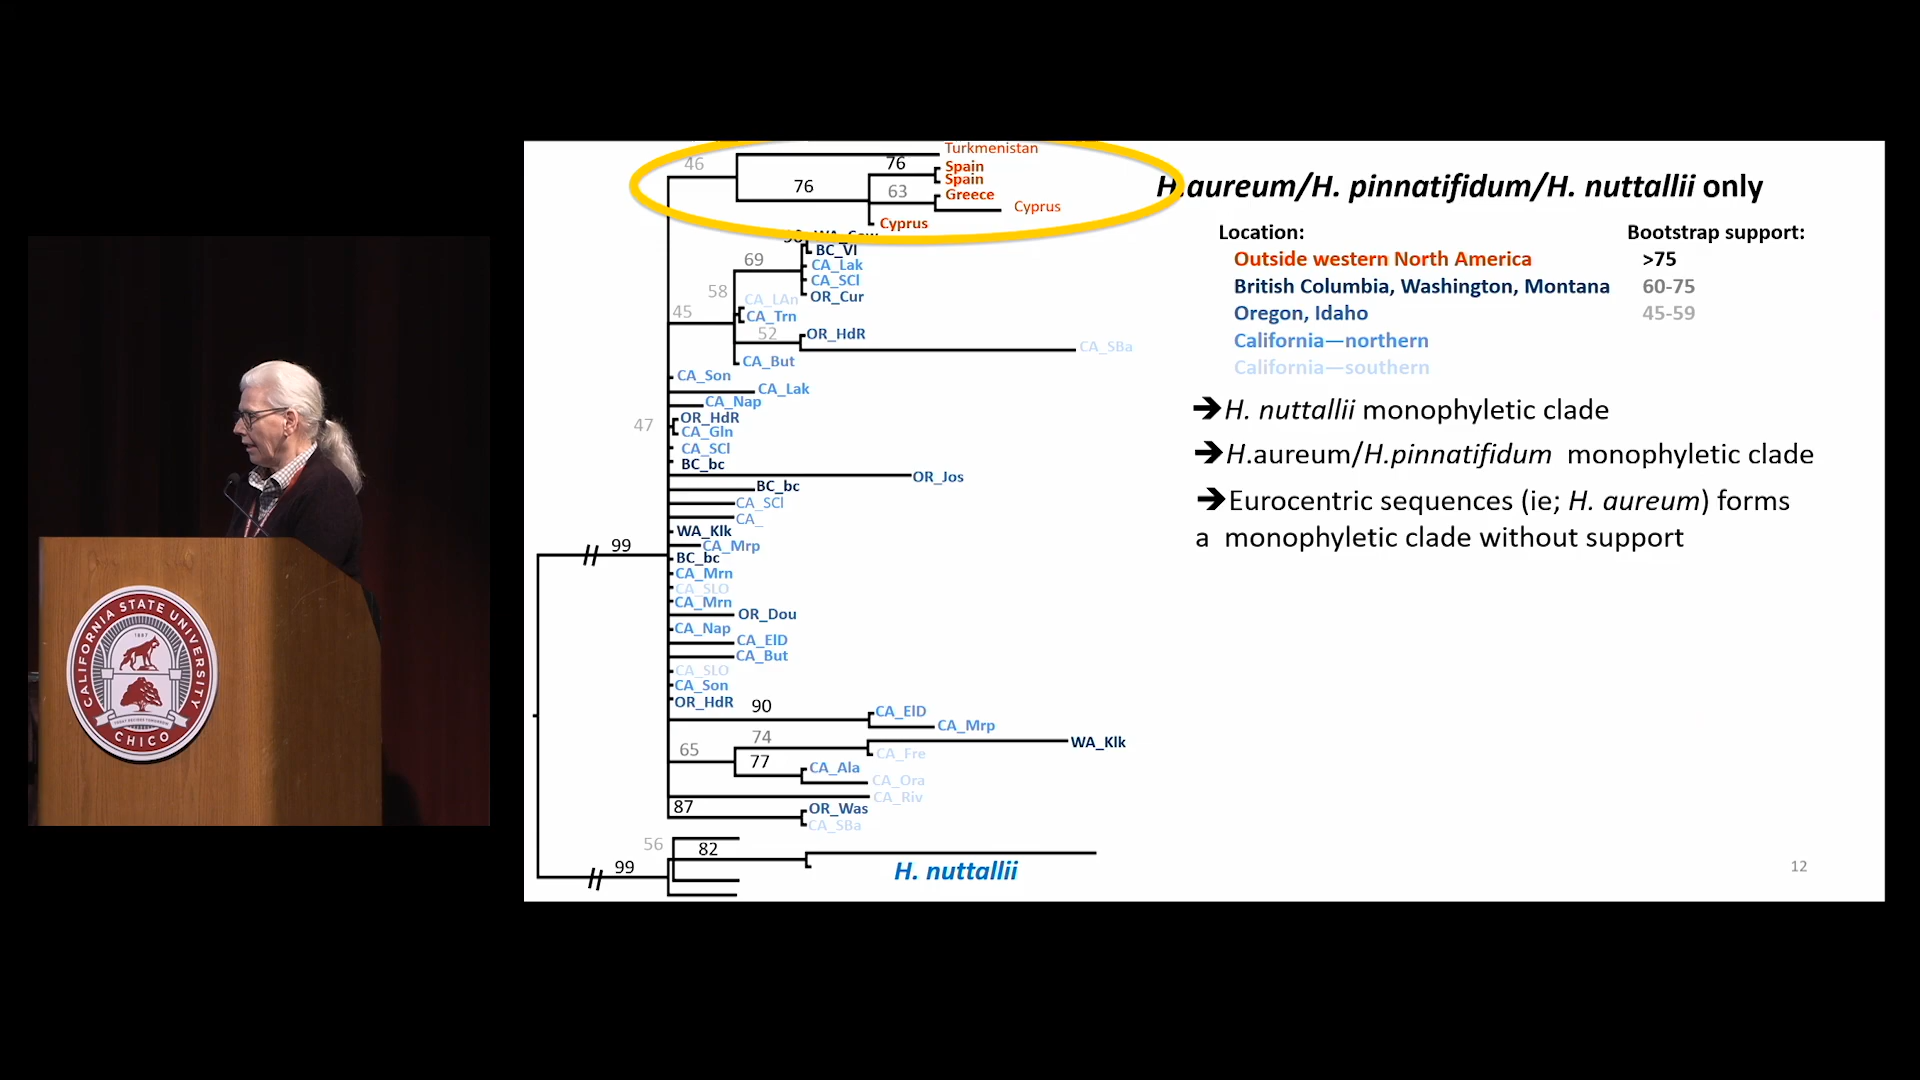 46
Turkmenistan
76
Spain
Spain
76
63
Greece
Cyprus
Cyprus
BC_VI
69
CA_Lak
CA_SCl
58
CA_LAn
OR_Cur
45
CA_Trn
52
OR_HdR
CA_SBa
CA_But
CA_Son
CA_Lak
CA_Nap
47
OR_HdR
CA_Gln
CA_SCl
BC_bc
OR_Jos
BC_bc
CA_SCl
CA_
WA_Klk
99
CA_Mrp
BC_bc
CA_Mrn
CA_SLO
CA_Mrn
OR_Dou
CA_Nap
CA_ElD
CA_But
CA_SLO
CA_Son
OR_HdR
90
CA_ElD
CA_Mrp
65
74
WA_Klk
CA_Fre
77
CA_Ala
CA_Ora
CA_Riv
87
OR_Was
CA_SBa
56
82
99
H. nuttallii
H.aureum/H. pinnatifidum/H. nuttallii only
Location:
Outside western North America
British Columbia, Washington, Montana
Oregon, Idaho
California—northern
California—southern
Bootstrap support:
>75
60-75
45-59
➔H. nuttallii monophyletic clade
➔H.aureum/H.pinnatifidum monophyletic clade
➔Eurocentric sequences (ie; H. aureum) forms
a monophyletic clade without support
12
CALIFORNIA STATE UNIVERSITY
1887
CHICO